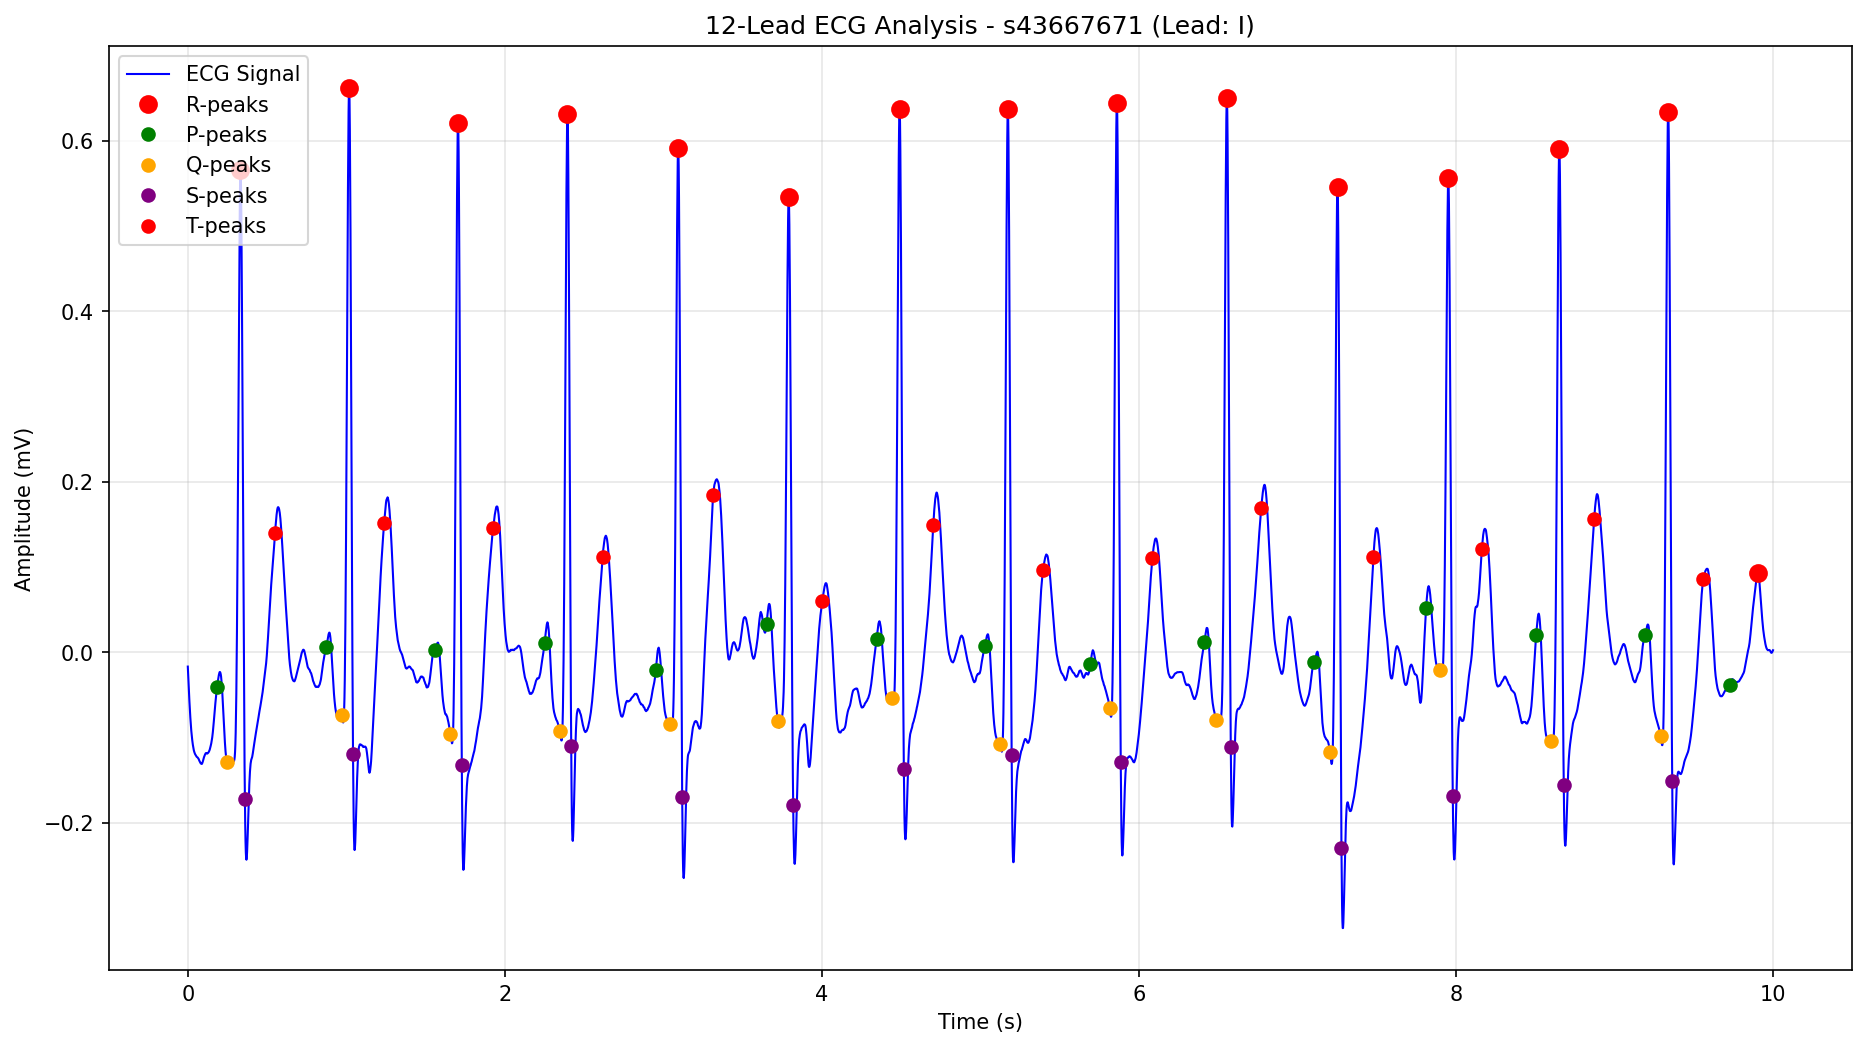 12-Lead ECG Analysis - s43667671 (Lead: I)
ECG Signal
R-peaks
P-peaks
Q-peaks
S-peaks
T-peaks
Amplitude (mV)
0.6
0.4
0.2
0.0
−0.2
0 2 4 6 8 10
Time (s)